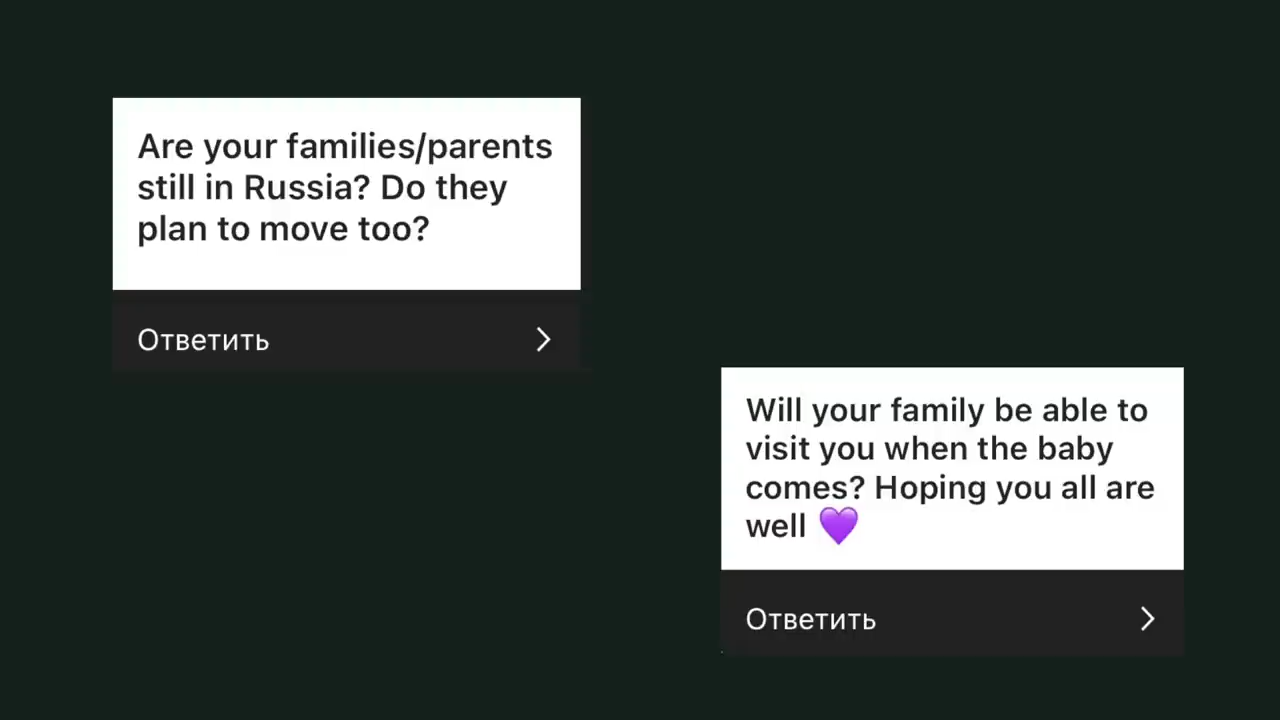 Are your families/parents
still in Russia? Do they
plan to move too?
Ответить
Will your family be able to
visit you when the baby
comes? Hoping you all are
well 💜
Ответить